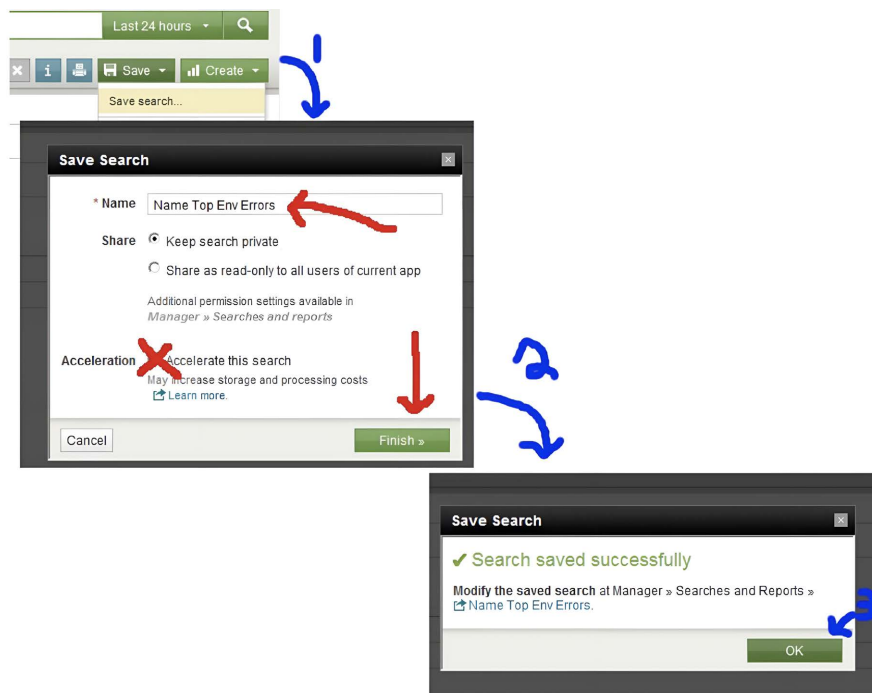 Last 24 hours
i Save Create
1
Save search...
Save Search
* Name Name Top Env Errors
Share Keep search private
Share as read-only to all users of current app
Additional permission settings available in
Manager » Searches and reports
2
Acceleration Accelerate this search
May increase storage and processing costs
Learn more.
Cancel Finish »
Save Search
Search saved successfully
Modify the saved search at Manager » Searches and Reports »
Name Top Env Errors.
3
OK